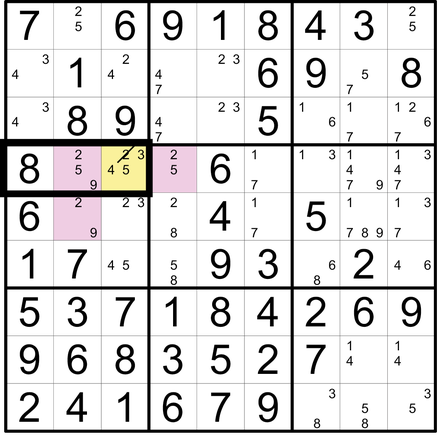 7 2 5 6 9 1 8 4 3 2 5
3 4 1 2 4 4 7 2 3 6 9 5 7 8
3 4 8 9 4 7 2 3 5 1 6 1 7 1 2 6 7
8 2 5 9 2 3 4 5 2 5 6 1 7 1 3 1 4 7 9 1 4 7
6 2 9 2 3 2 8 4 1 7 5 1 7 8 9 1 3 7
1 7 4 5 5 8 9 3 6 8 2 4 6
5 3 7 1 8 4 2 6 9
9 6 8 3 5 2 7 1 4 1 4
2 4 1 6 7 9 3 8 5 8 3 5